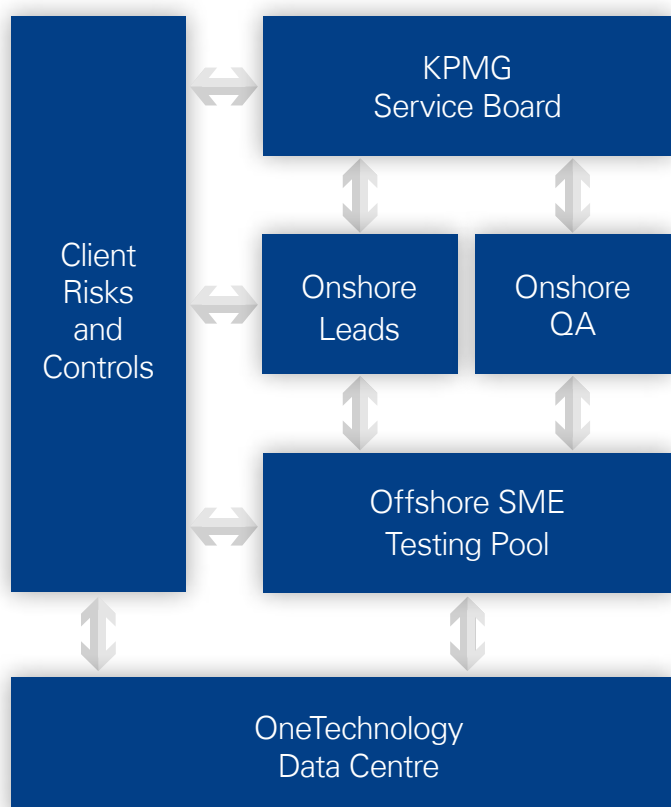 KPMG
Service Board
Client
Risks
and
Controls
Onshore
Leads
Onshore
QA
Offshore SME
Testing Pool
OneTechnology
Data Centre